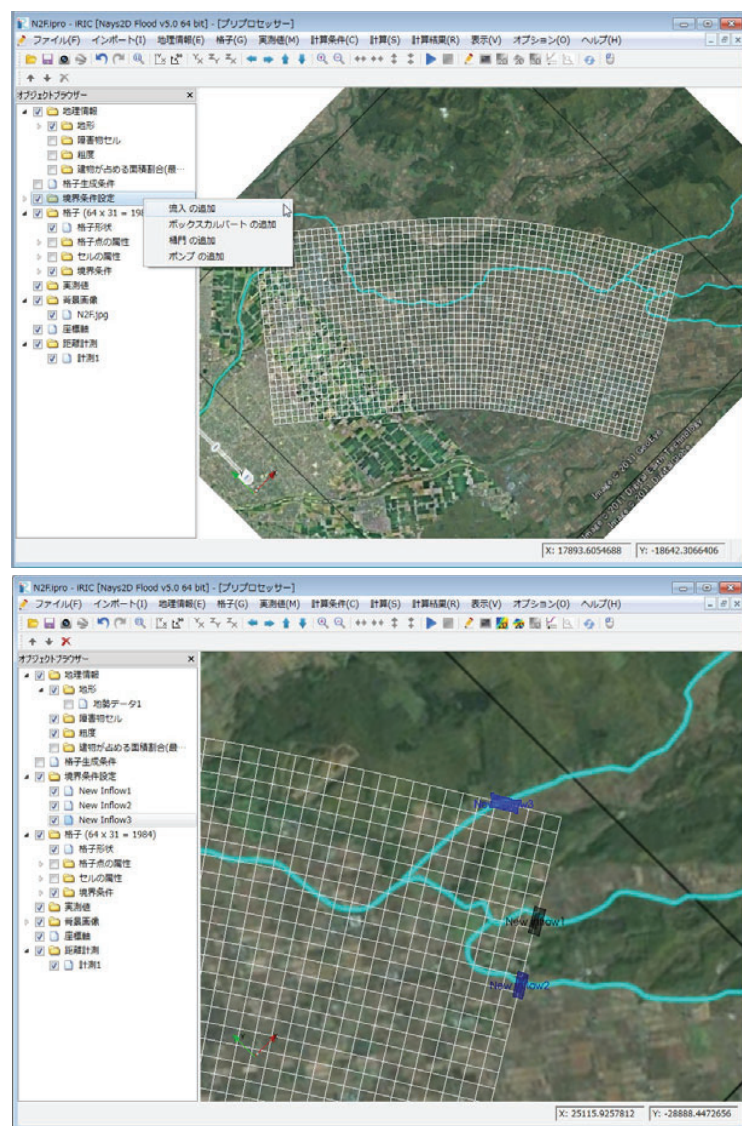 N2F.ipro - iRIC [Nays2D Flood v5.0 64 bit] - [プリプロセッサー]
ファイル(F) インポート(I) 地理情報(E) 格子(G) 実測値(M) 計算条件(C) 計算(S) 計算結果(R) 表示(V) オプション(O) ヘルプ(H)
オブジェクトブラウザー
地理情報
地形
障害物セル
粗度
建物が占める面積割合(最…
格子生成条件
境界条件設定
流入 の追加
格子 (64 x 31 = 198
ボックスカルバート の追加
格子形状
樋門 の追加
格子点の属性
ポンプ の追加
セルの属性
境界条件
実測値
背景画像
N2F.jpg
座標軸
距離計測
計測1
Image © 2011 GeoEye
Image © 2011 Digital Earth Technology
Image © 2011 DigitalGlobe
X: 17893.6054688 Y: -18642.3066406
N2F.ipro - iRIC [Nays2D Flood v5.0 64 bit] - [プリプロセッサー]
ファイル(F) インポート(I) 地理情報(E) 格子(G) 実測値(M) 計算条件(C) 計算(S) 計算結果(R) 表示(V) オプション(O) ヘルプ(H)
オブジェクトブラウザー
地理情報
地形
地勢データ1
障害物セル
粗度
建物が占める面積割合(最…
格子生成条件
境界条件設定
New Inflow1
New Inflow2
New Inflow3
格子 (64 x 31 = 1984)
格子形状
格子点の属性
セルの属性
境界条件
実測値
背景画像
座標軸
距離計測
計測1
New Inflow3
New Inflow1
New Inflow2
X: 25115.9257812 Y: -28888.4472656